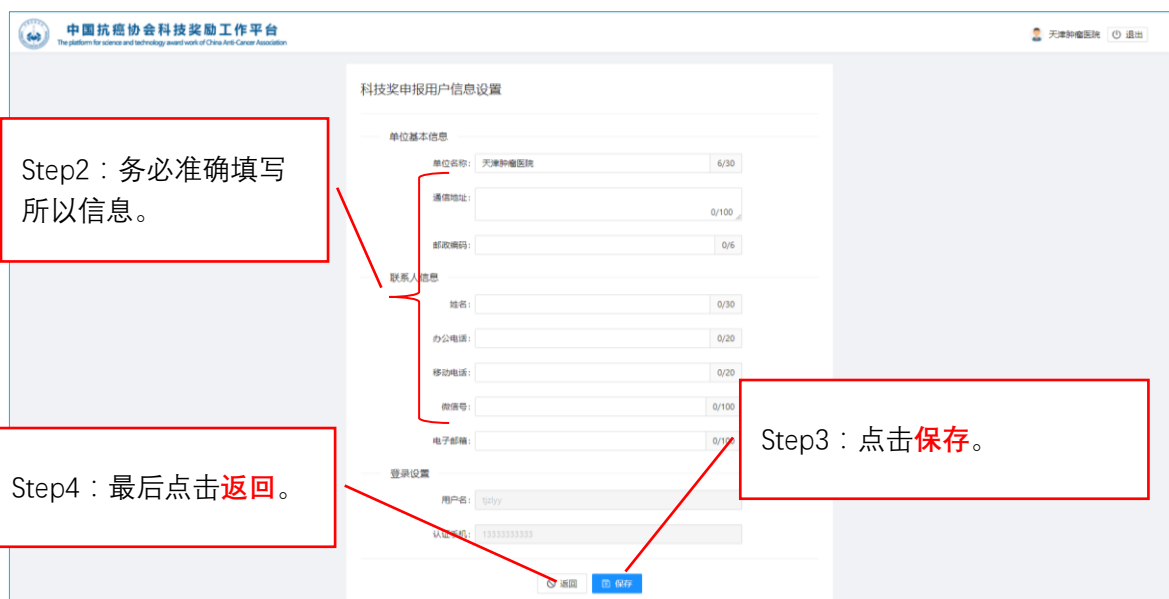 中国抗癌协会科技奖励工作平台
The platform for science and technology award work of China Anti-Cancer Association
天津肿瘤医院 退出
科技奖申报用户信息设置
单位基本信息
单位名称: 天津肿瘤医院 6/30
通信地址: 0/100
邮政编码: 0/6
联系人信息
姓名: 0/30
办公电话: 0/20
移动电话: 0/20
微信号: 0/100
电子邮箱: 0/100
登录设置
用户名: tjzlyy
认证手机: 13333333333
返回 保存
Step2：务必准确填写
所以信息。
Step3：点击保存。
Step4：最后点击返回。